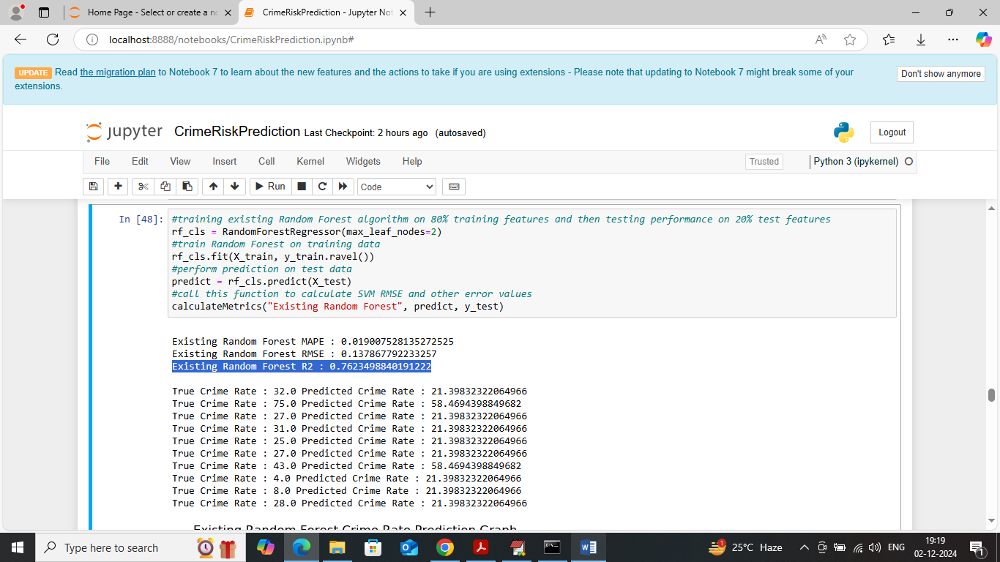 Home Page - Select or create a no
CrimeRiskPrediction - Jupyter Not
localhost:8888/notebooks/CrimeRiskPrediction.ipynb#
UPDATE Read the migration plan to Notebook 7 to learn about the new features and the actions to take if you are using extensions - Please note that updating to Notebook 7 might break some of your
extensions.
Don't show anymore
jupyter CrimeRiskPrediction Last Checkpoint: 2 hours ago (autosaved)
Logout
File Edit View Insert Cell Kernel Widgets Help
Trusted
Python 3 (ipykernel)
Run
Code
In [48]:
#training existing Random Forest algorithm on 80% training features and then testing performance on 20% test features
rf_cls = RandomForestRegressor(max_leaf_nodes=2)
#train Random Forest on training data
rf_cls.fit(X_train, y_train.ravel())
#perform prediction on test data
predict = rf_cls.predict(X_test)
#call this function to calculate SVM RMSE and other error values
calculateMetrics("Existing Random Forest", predict, y_test)
Existing Random Forest MAPE : 0.019007528135272525
Existing Random Forest RMSE : 0.137867792233257
Existing Random Forest R2 : 0.7623498840191222
True Crime Rate : 32.0 Predicted Crime Rate : 21.39832322064966
True Crime Rate : 75.0 Predicted Crime Rate : 58.4694398849682
True Crime Rate : 27.0 Predicted Crime Rate : 21.39832322064966
True Crime Rate : 31.0 Predicted Crime Rate : 21.39832322064966
True Crime Rate : 25.0 Predicted Crime Rate : 21.39832322064966
True Crime Rate : 27.0 Predicted Crime Rate : 21.39832322064966
True Crime Rate : 43.0 Predicted Crime Rate : 58.4694398849682
True Crime Rate : 4.0 Predicted Crime Rate : 21.39832322064966
True Crime Rate : 8.0 Predicted Crime Rate : 21.39832322064966
True Crime Rate : 28.0 Predicted Crime Rate : 21.39832322064966
Existing Random Forest Crime Rate Prediction Graph
Type here to search
25°C Haze
ENG
19:19
02-12-2024
1